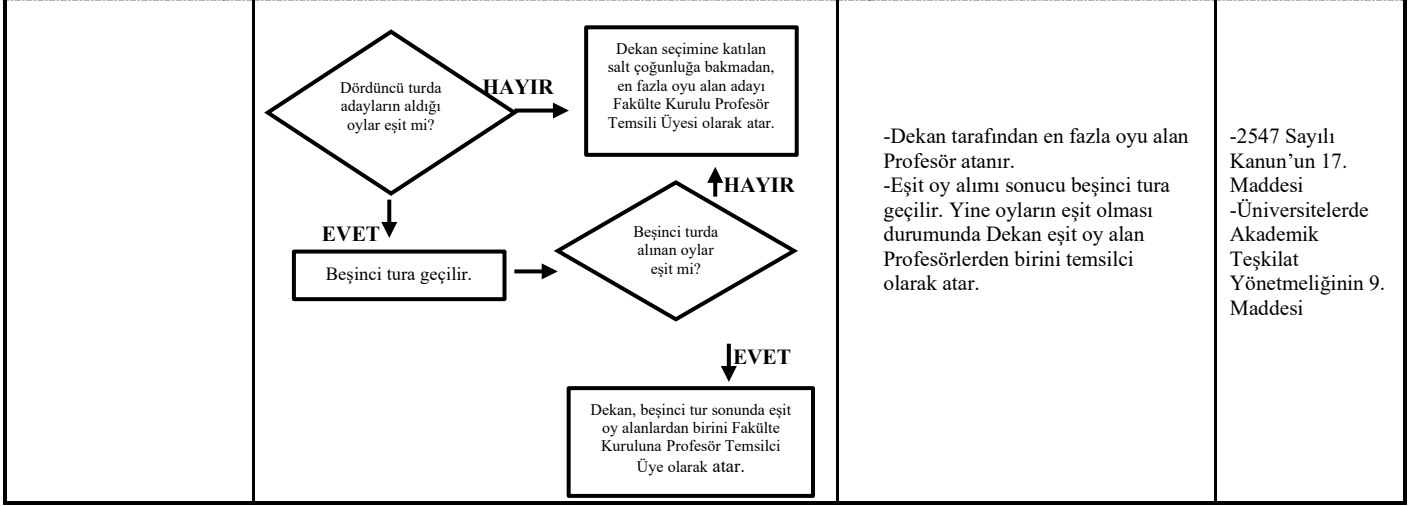 Dördüncü turda
adayların aldığı
oylar eşit mi?
HAYIR
Dekan seçimine katılan
salt çoğunluğa bakmadan,
en fazla oyu alan adayı
Fakülte Kurulu Profesör
Temsili Üyesi olarak atar.
EVET
Beşinci tura geçilir.
Beşinci turda
alınan oylar
eşit mi?
HAYIR
EVET
Dekan, beşinci tur sonunda eşit
oy alanlardan birini Fakülte
Kuruluna Profesör Temsilci
Üye olarak atar.
-Dekan tarafından en fazla oyu alan
Profesör atanır.
-Eşit oy alımı sonucu beşinci tura
geçilir. Yine oyların eşit olması
durumunda Dekan eşit oy alan
Profesörlerden birini temsilci
olarak atar.
-2547 Sayılı
Kanun’un 17.
Maddesi
-Üniversitelerde
Akademik
Teşkilat
Yönetmeliğinin 9.
Maddesi